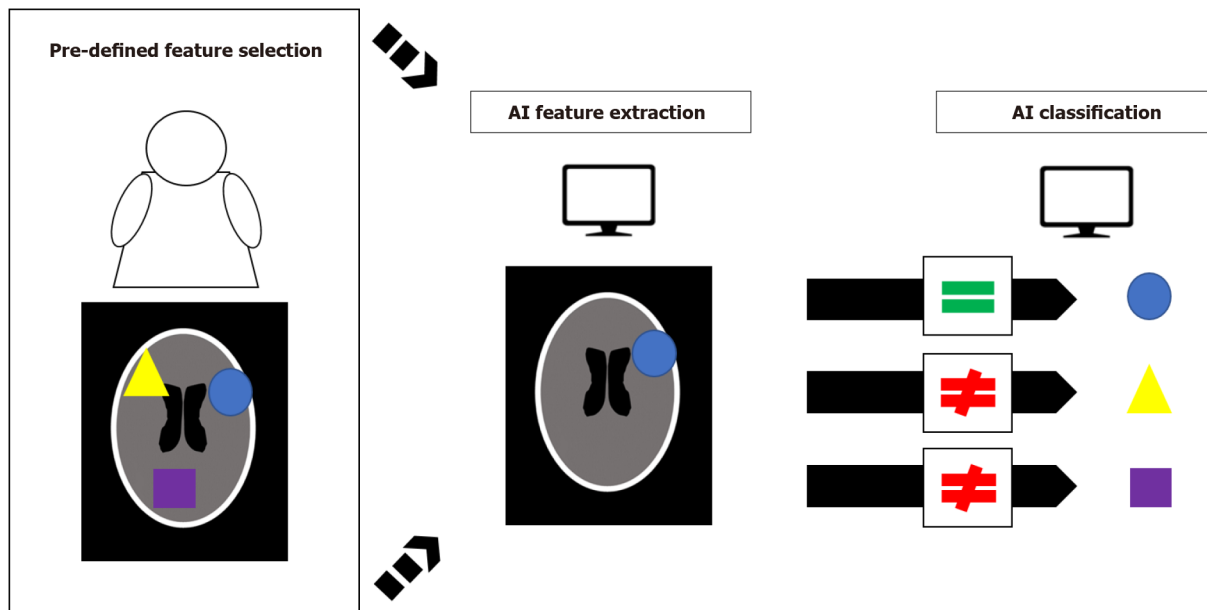 Pre-defined feature selection
AI feature extraction
AI classification